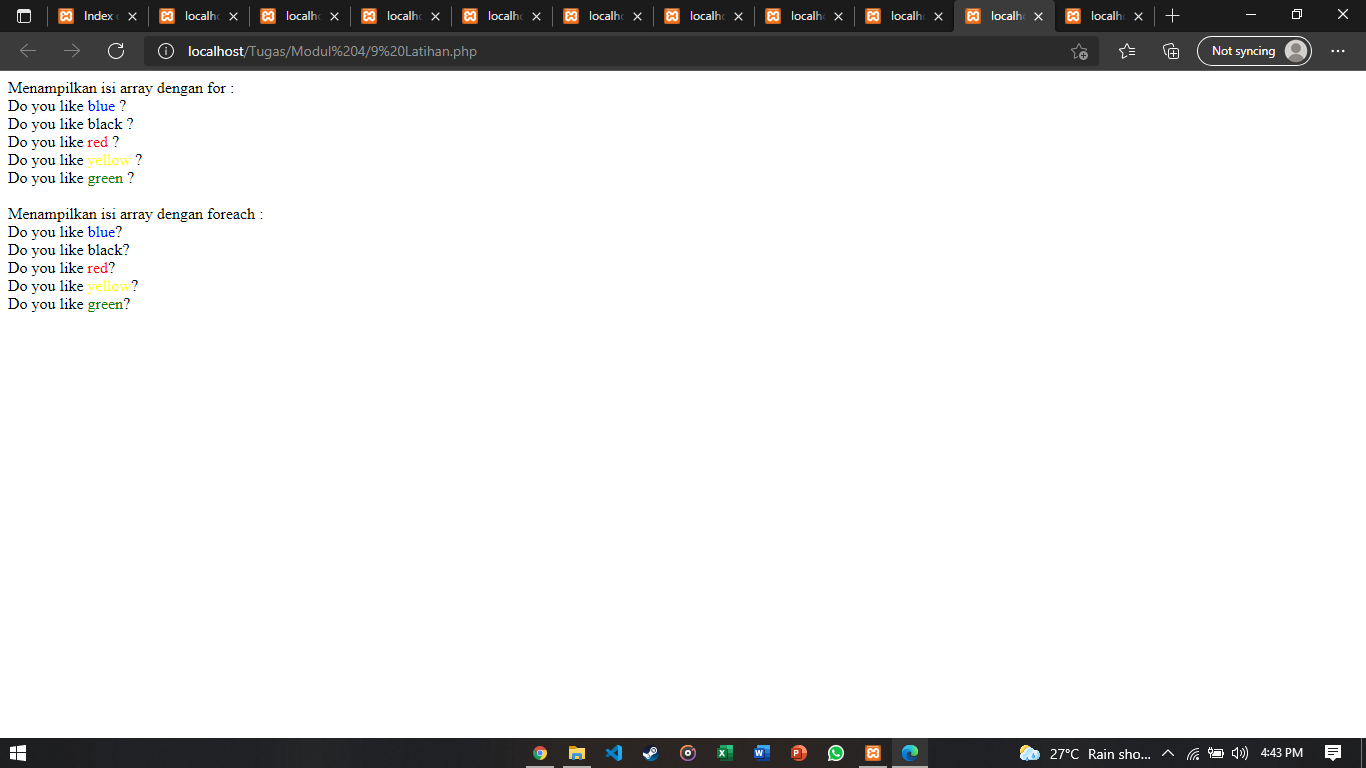 Index
localho
localho
localho
localho
localho
localho
localho
localho
localho
localho
localhost/Tugas/Modul%204/9%20Latihan.php
Not syncing
Menampilkan isi array dengan for :
Do you like blue ?
Do you like black ?
Do you like red ?
Do you like yellow ?
Do you like green ?
Menampilkan isi array dengan foreach :
Do you like blue?
Do you like black?
Do you like red?
Do you like yellow?
Do you like green?
27°C Rain sho... 4:43 PM